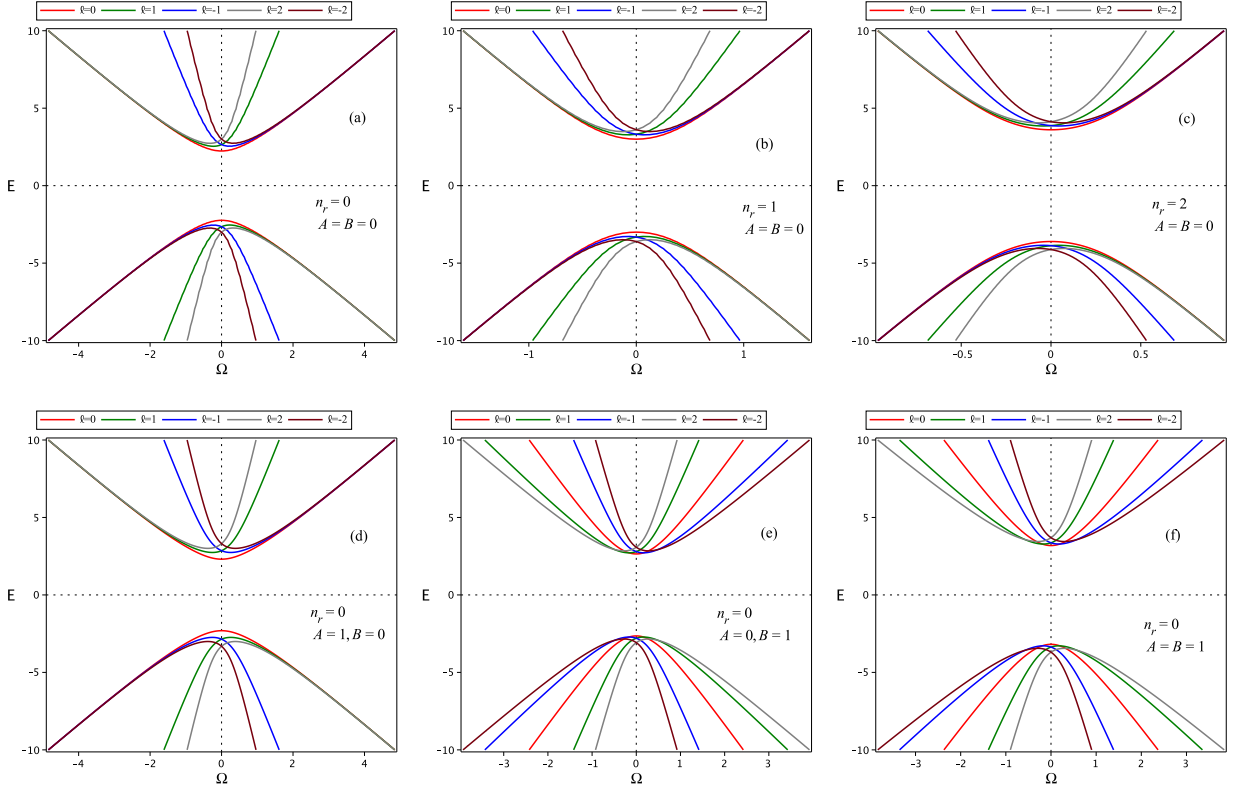 ℓ=0 ℓ=1 ℓ=-1 ℓ=2 ℓ=-2
10
5
0
-5
-10
E
(a)
n_r = 0
A = B = 0
-4 -2 0 2 4
Ω
ℓ=0 ℓ=1 ℓ=-1 ℓ=2 ℓ=-2
10
5
0
-5
-10
E
(b)
n_r = 1
A = B = 0
-1 0 1
Ω
ℓ=0 ℓ=1 ℓ=-1 ℓ=2 ℓ=-2
10
5
0
-5
-10
E
(c)
n_r = 2
A = B = 0
-0.5 0 0.5
Ω
ℓ=0 ℓ=1 ℓ=-1 ℓ=2 ℓ=-2
10
5
0
-5
-10
E
(d)
n_r = 0
A = 1, B = 0
-4 -2 0 2 4
Ω
ℓ=0 ℓ=1 ℓ=-1 ℓ=2 ℓ=-2
10
5
0
-5
-10
E
(e)
n_r = 0
A = 0, B = 1
-3 -2 -1 0 1 2 3
Ω
ℓ=0 ℓ=1 ℓ=-1 ℓ=2 ℓ=-2
10
5
0
-5
-10
E
(f)
n_r = 0
A = B = 1
-3 -2 -1 0 1 2 3
Ω